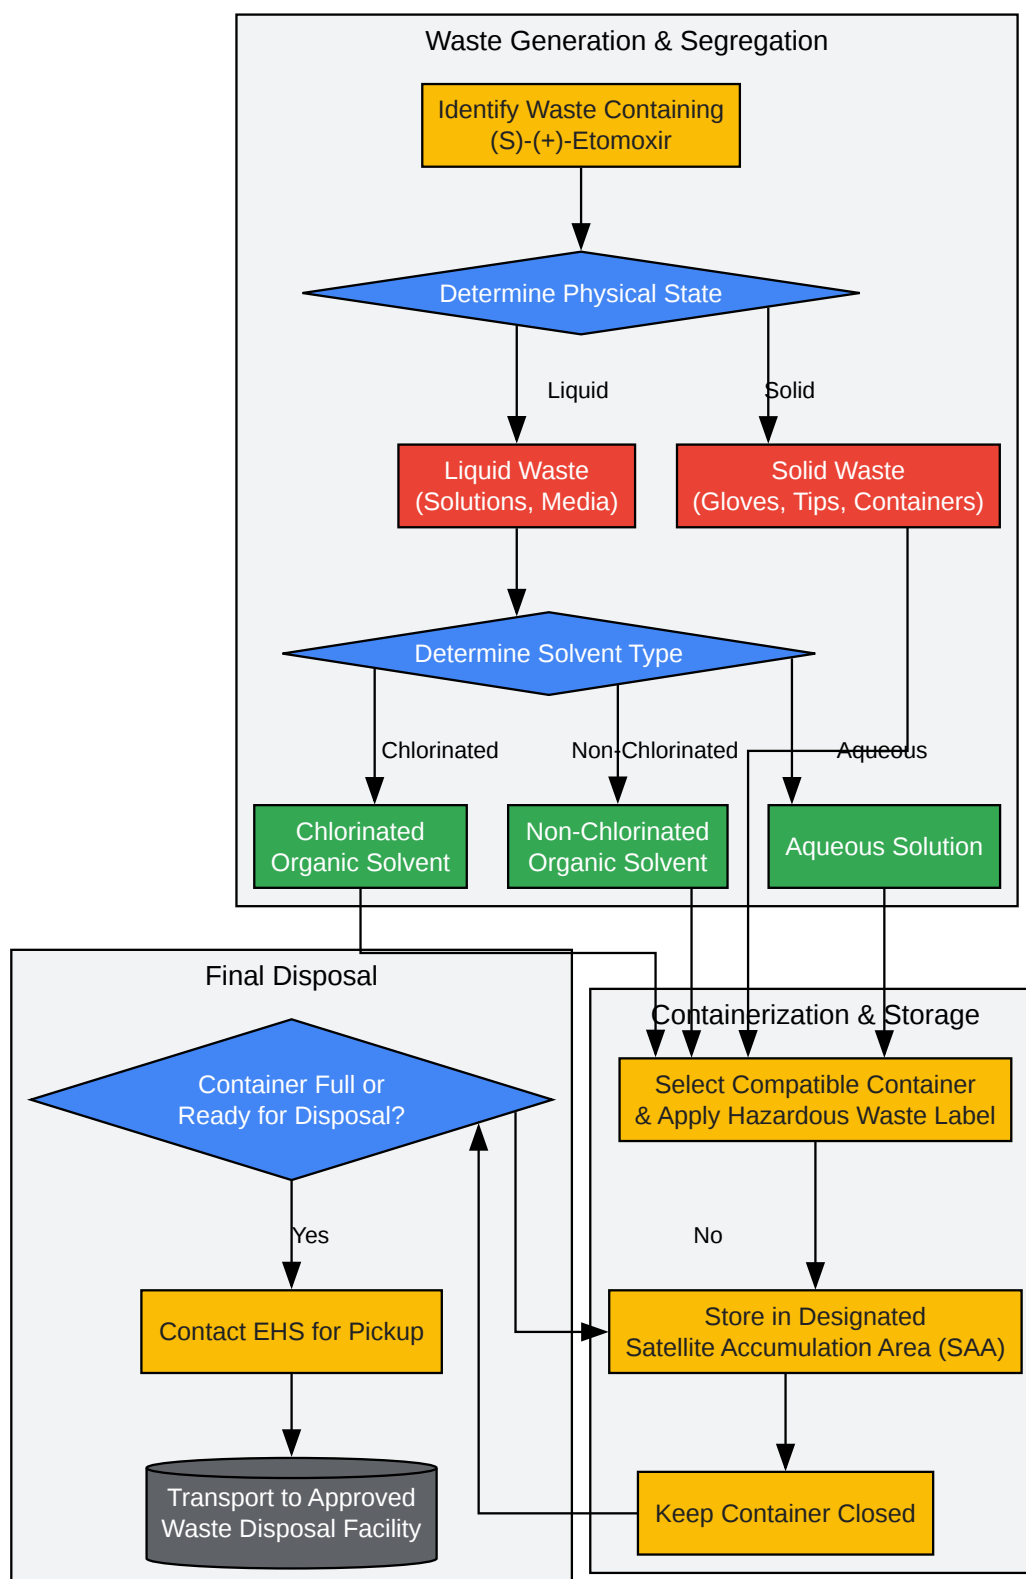 Waste Generation & Segregation
Identify Waste Containing
(S)-(+)-Etomoxir
Determine Physical State
Liquid
Solid
Liquid Waste
(Solutions, Media)
Solid Waste
(Gloves, Tips, Containers)
Determine Solvent Type
Chlorinated
Non-Chlorinated
Aqueous
Chlorinated
Organic Solvent
Non-Chlorinated
Organic Solvent
Aqueous Solution
Final Disposal
Containerization & Storage
Container Full or
Ready for Disposal?
Select Compatible Container
& Apply Hazardous Waste Label
Yes
No
Contact EHS for Pickup
Store in Designated
Satellite Accumulation Area (SAA)
Transport to Approved
Waste Disposal Facility
Keep Container Closed